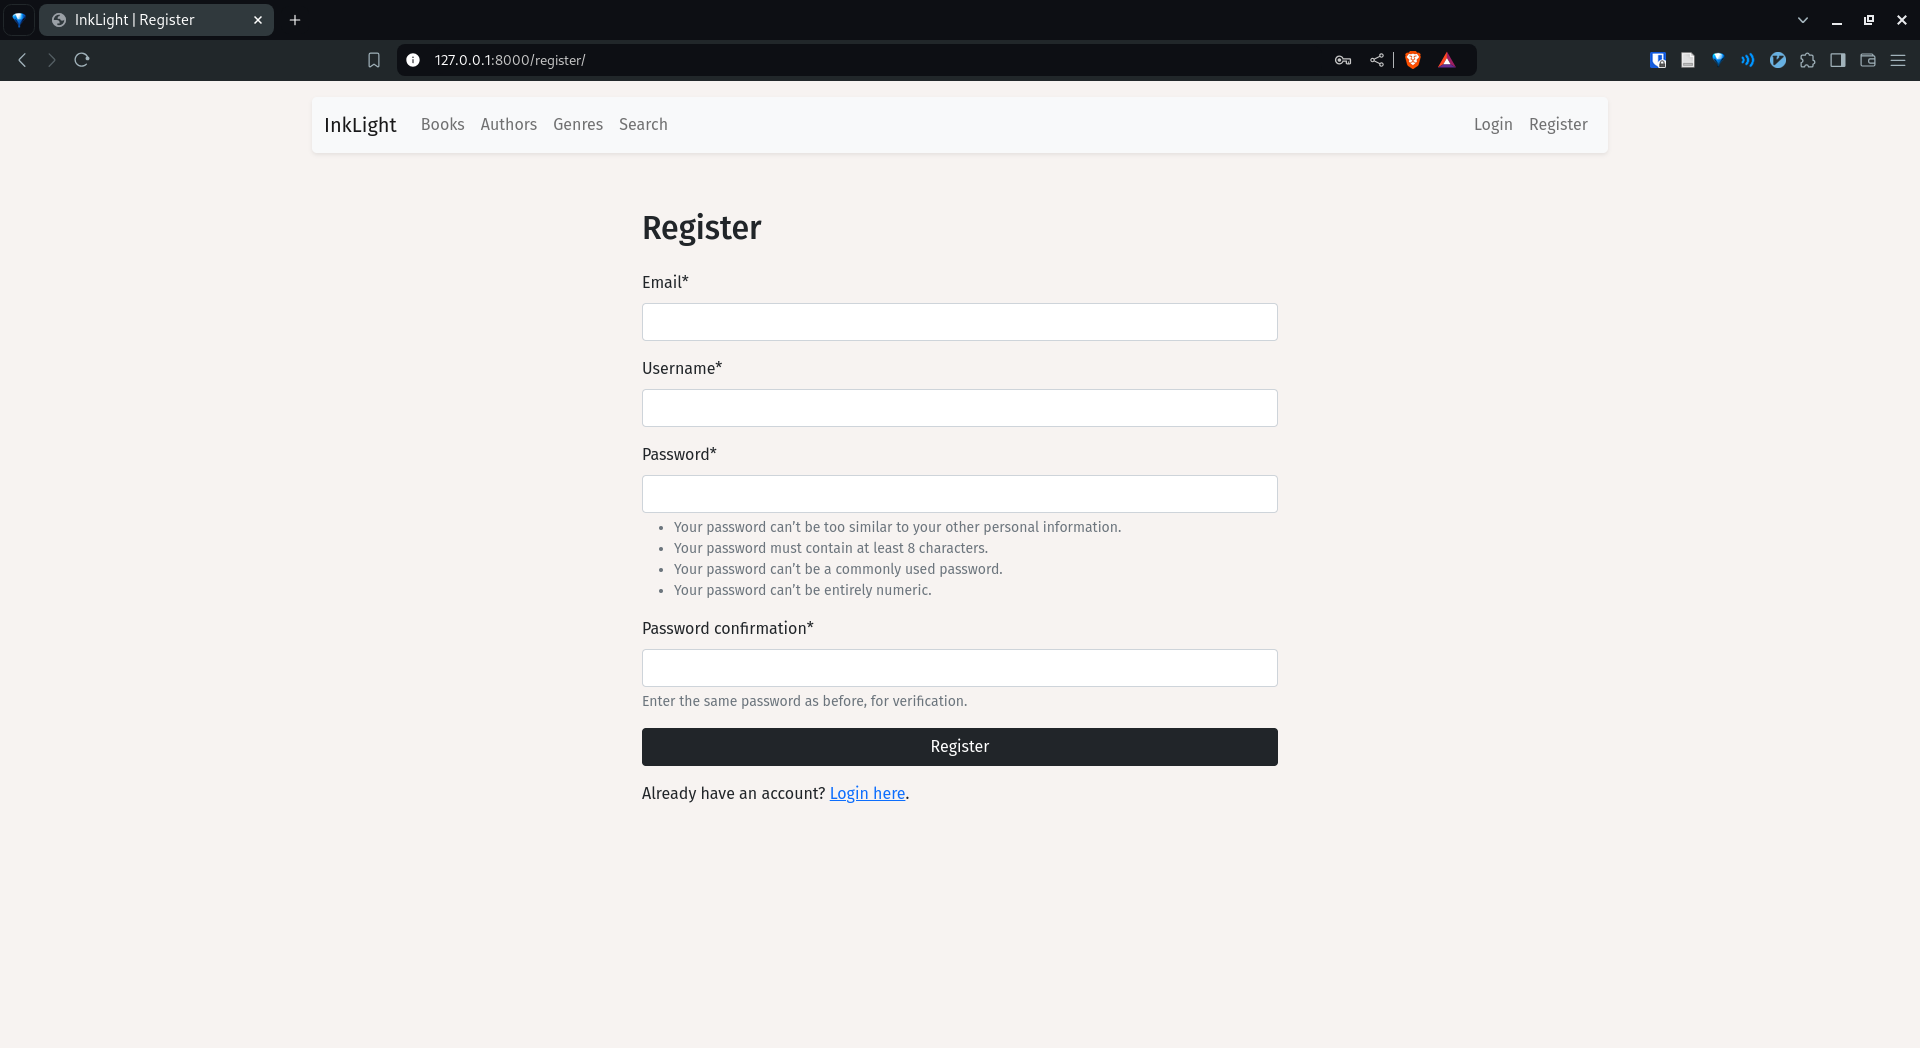 InkLight | Register
127.0.0.1:8000/register/
InkLight Books Authors Genres Search Login Register
Register
Email*
Username*
Password*
• Your password can’t be too similar to your other personal information.
• Your password must contain at least 8 characters.
• Your password can’t be a commonly used password.
• Your password can’t be entirely numeric.
Password confirmation*
Enter the same password as before, for verification.
Register
Already have an account? Login here.